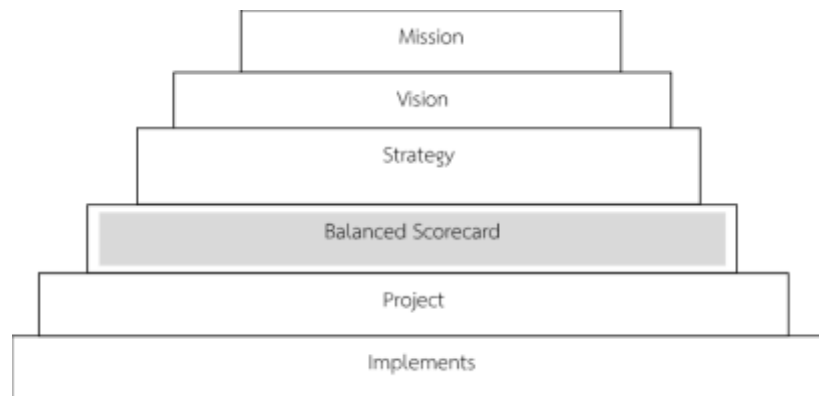 Mission
Vision
Strategy
Balanced Scorecard
Project
Implements